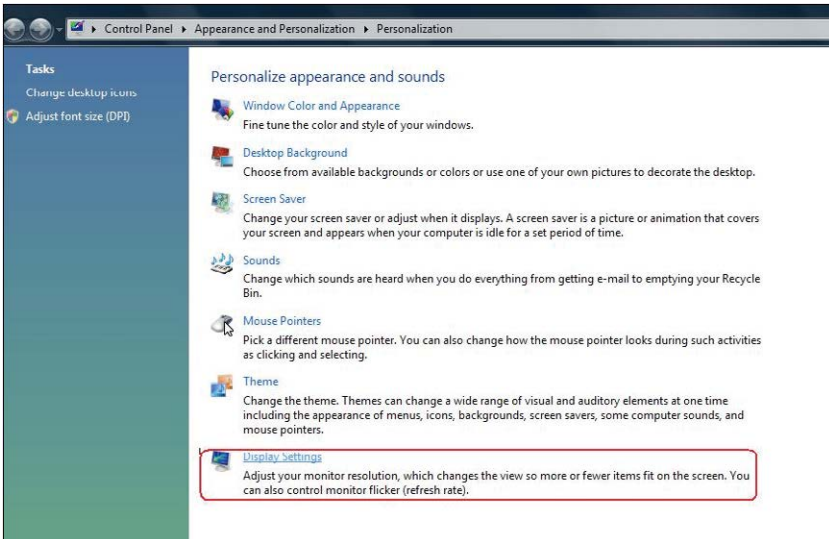 Control Panel ▸ Appearance and Personalization ▸ Personalization
Tasks
Change desktop icons
Adjust font size (DPI)
Personalize appearance and sounds
Window Color and Appearance
Fine tune the color and style of your windows.
Desktop Background
Choose from available backgrounds or colors or use one of your own pictures to decorate the desktop.
Screen Saver
Change your screen saver or adjust when it displays. A screen saver is a picture or animation that covers
your screen and appears when your computer is idle for a set period of time.
Sounds
Change which sounds are heard when you do everything from getting e-mail to emptying your Recycle
Bin.
Mouse Pointers
Pick a different mouse pointer. You can also change how the mouse pointer looks during such activities
as clicking and selecting.
Theme
Change the theme. Themes can change a wide range of visual and auditory elements at one time
including the appearance of menus, icons, backgrounds, screen savers, some computer sounds, and
mouse pointers.
Display Settings
Adjust your monitor resolution, which changes the view so more or fewer items fit on the screen. You
can also control monitor flicker (refresh rate).